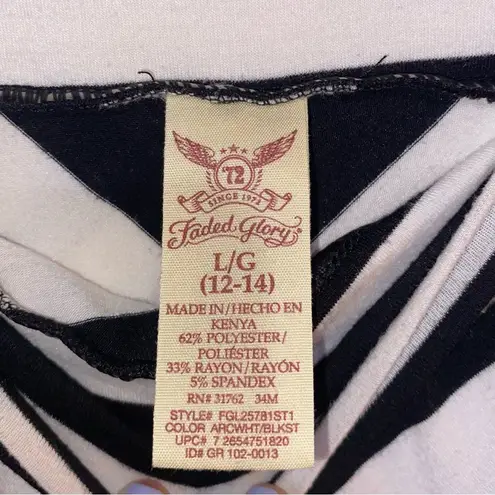 72
SINCE 1972
Faded Glory
L/G
(12-14)
MADE IN/HECHO EN
KENYA
62% POLYESTER/
POLIÉSTER
33% RAYON/RAYÓN
5% SPANDEX
RN# 31762 34M
STYLE# FGL25781ST1
COLOR ARCWHT/BLKST
UPC# 7 2654751820
ID# GR 102-0013